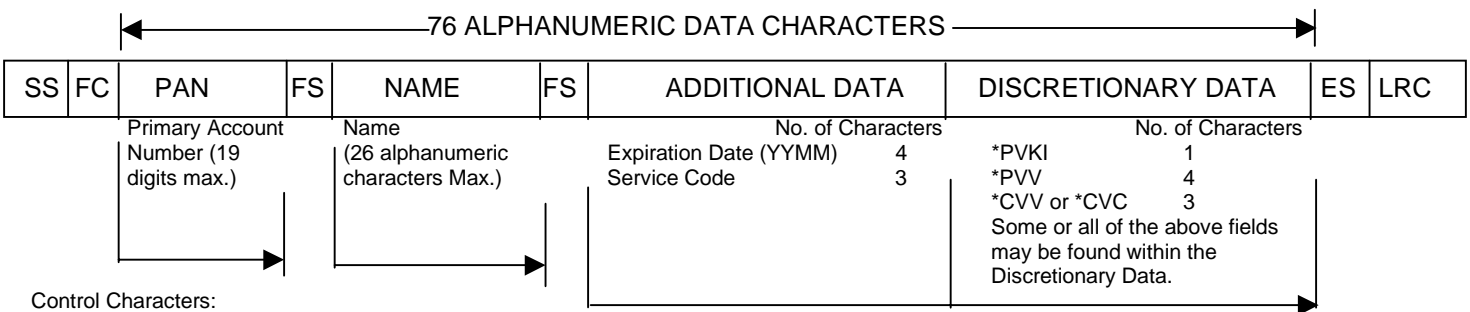 76 ALPHANUMERIC DATA CHARACTERS
SS FC PAN FS NAME FS ADDITIONAL DATA DISCRETIONARY DATA ES LRC
Primary Account
Number (19
digits max.)
Name
(26 alphanumeric
characters Max.)
No. of Characters
Expiration Date (YYMM) 4
Service Code 3
No. of Characters
*PVKI 1
*PVV 4
*CVV or *CVC 3
Some or all of the above fields
may be found within the
Discretionary Data.
Control Characters: